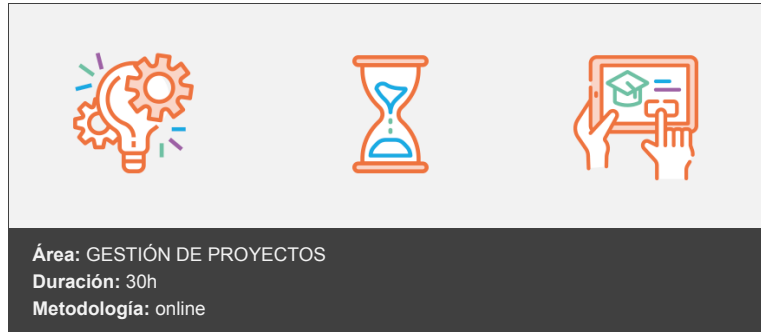 Área: GESTIÓN DE PROYECTOS
Duración: 30h
Metodología: online